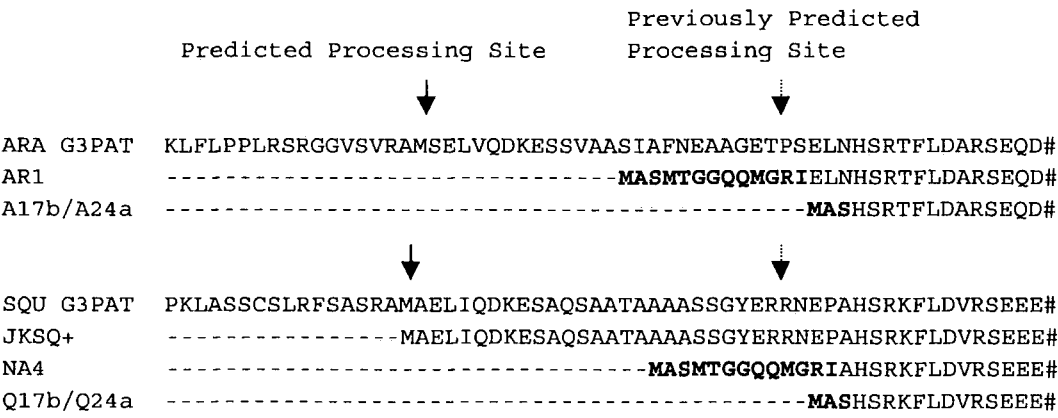 Previously Predicted
Predicted Processing Site Processing Site
ARA G3PAT KLFLPPLRSRGGVSVRAMSELVQDKESSVAASIAFNEAAGETPSELNHSRTFLDARSEQD#
AR1 -------------------------------MASMTGGQQMGRIELNHSRTFLDARSEQD#
A17b/A24a --------------------------------------------MASHSRTFLDARSEQD#
SQU G3PAT PKLASSCSLRFSASRAMAELIQDKESAQSAATAAAASSGYERRNEPAHSRKFLDVRSEEE#
JKSQ+ ----------------MAELIQDKESAQSAATAAAASSGYERRNEPAHSRKFLDVRSEEE#
NA4 ---------------------------------MASMTGGQQMGRIAHSRKFLDVRSEEE#
Q17b/Q24a --------------------------------------------MASHSRKFLDVRSEEE#